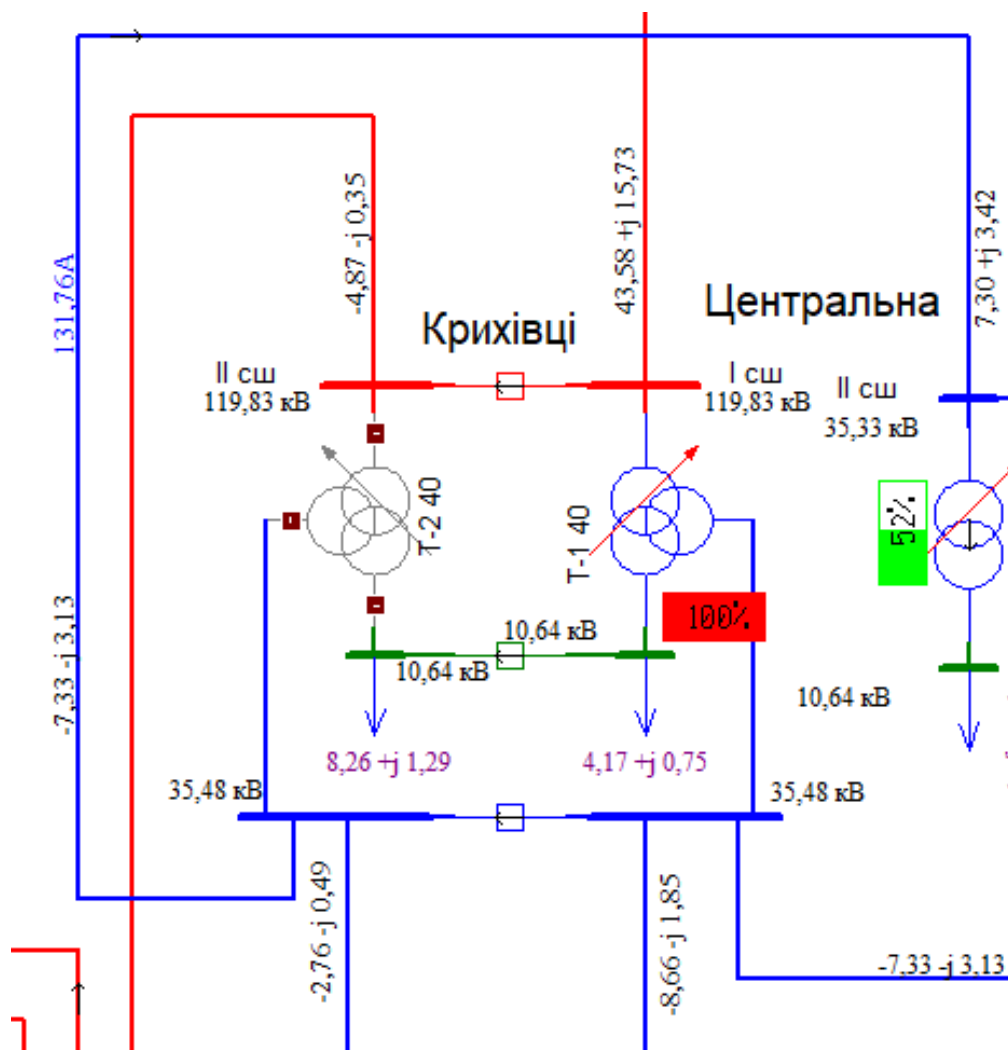 -4,87 -j 0,35
43,58 +j 15,73
7,30 +j 3,42
131,76А
Крихівці
Центральна
II сш
119,83 кВ
I сш
119,83 кВ
II сш
35,33 кВ
Т-2 40
Т-1 40
52%
100%
10,64 кВ
10,64 кВ
10,64 кВ
-7,33 -j 3,13
8,26 +j 1,29
4,17 +j 0,75
35,48 кВ
35,48 кВ
-2,76 -j 0,49
-8,66 -j 1,85
-7,33 -j 3,13